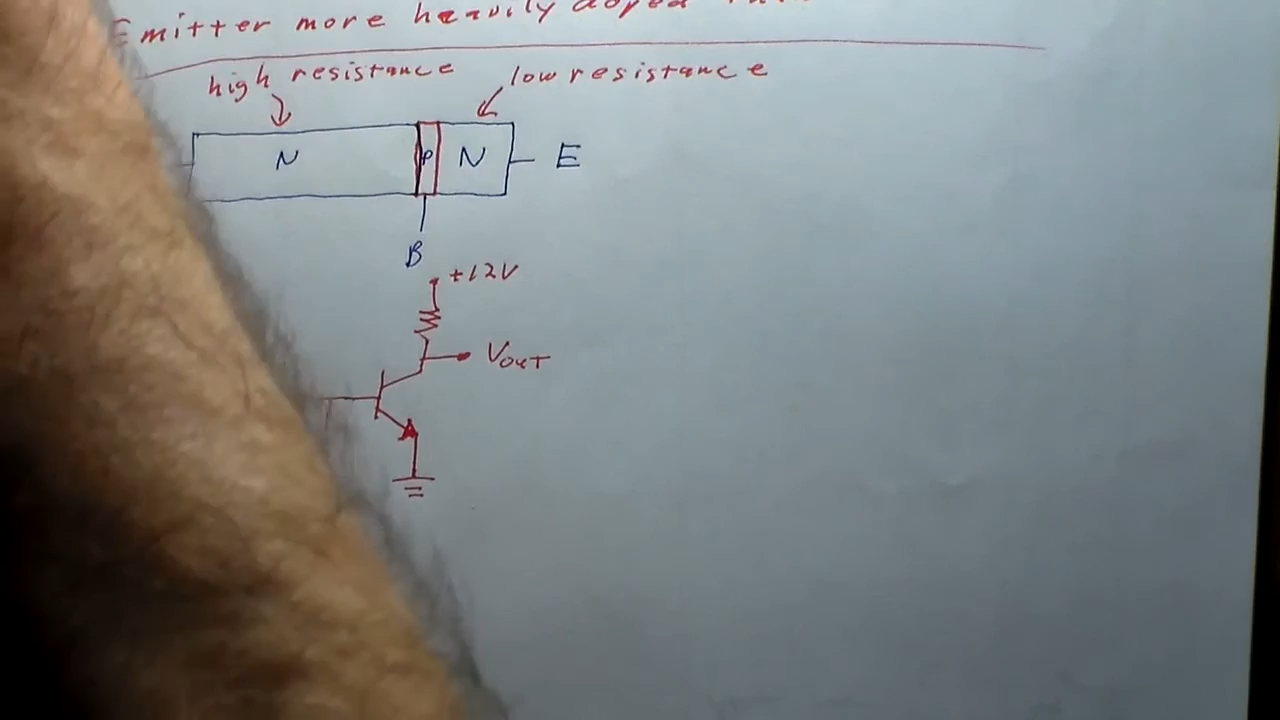 Emitter more heavily doped
high resistance low resistance
N P N E
B
+12V
Vout